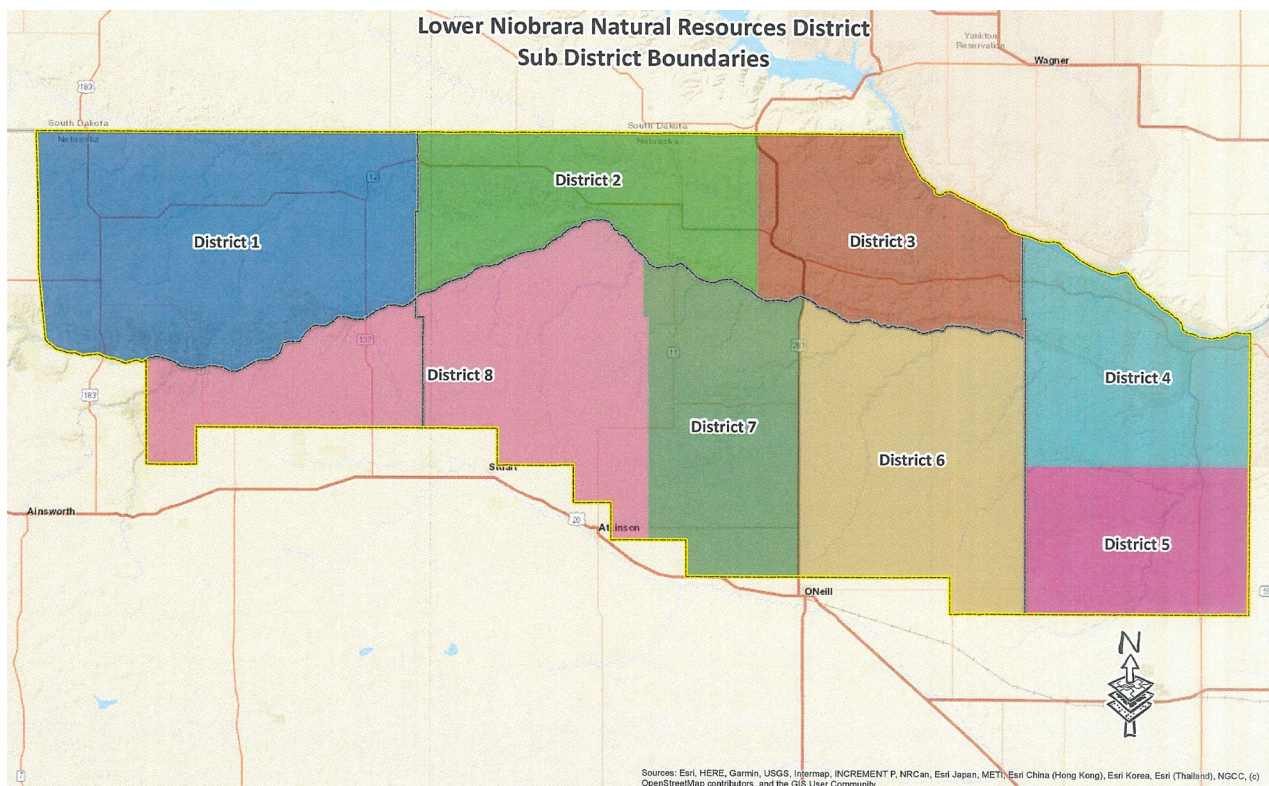 Lower Niobrara Natural Resources District
Sub District Boundaries
Yankton
Reservation
Wagner
183
South Dakota
Nebraska
South Dakota
Nebraska
12
District 2
District 1
District 3
137
281
11
183
District 8
District 4
District 7
District 6
Stuart
Ainsworth
20
Atkinson
District 5
ONeill
N
7
Sources: Esri, HERE, Garmin, USGS, Intermap, INCREMENT P, NRCan, Esri Japan, METI, Esri China (Hong Kong), Esri Korea, Esri (Thailand), NGCC, (c)
OpenStreetMap contributors, and the GIS User Community